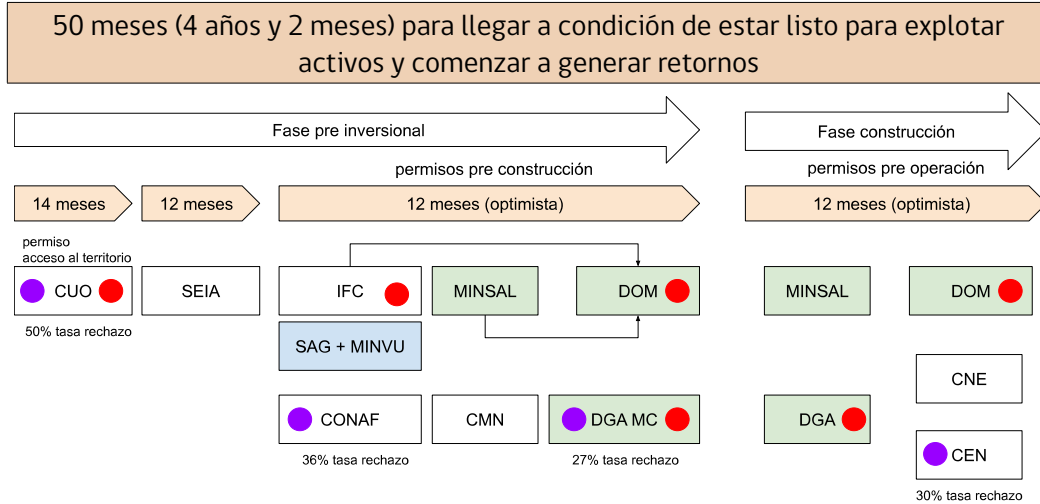 50 meses (4 años y 2 meses) para llegar a condición de estar listo para explotar
activos y comenzar a generar retornos
Fase pre inversional
Fase construcción
permisos pre construcción
permisos pre operación
14 meses
12 meses
12 meses (optimista)
12 meses (optimista)
permiso
acceso al territorio
CUO
SEIA
IFC
MINSAL
DOM
MINSAL
DOM
50% tasa rechazo
SAG + MINVU
CNE
CONAF
CMN
DGA MC
DGA
CEN
36% tasa rechazo
27% tasa rechazo
30% tasa rechazo